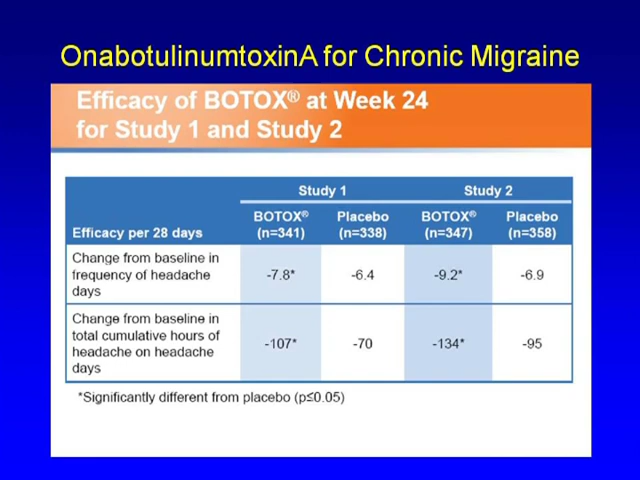 OnabotulinumtoxinA for Chronic Migraine
Efficacy of BOTOX® at Week 24
for Study 1 and Study 2
Study 1 Study 2
Efficacy per 28 days BOTOX® (n=341) Placebo (n=338) BOTOX® (n=347) Placebo (n=358)
Change from baseline in
frequency of headache
days
-7.8* -6.4 -9.2* -6.9
Change from baseline in
total cumulative hours of
headache on headache
days
-107* -70 -134* -95
*Significantly different from placebo (p≤0.05)